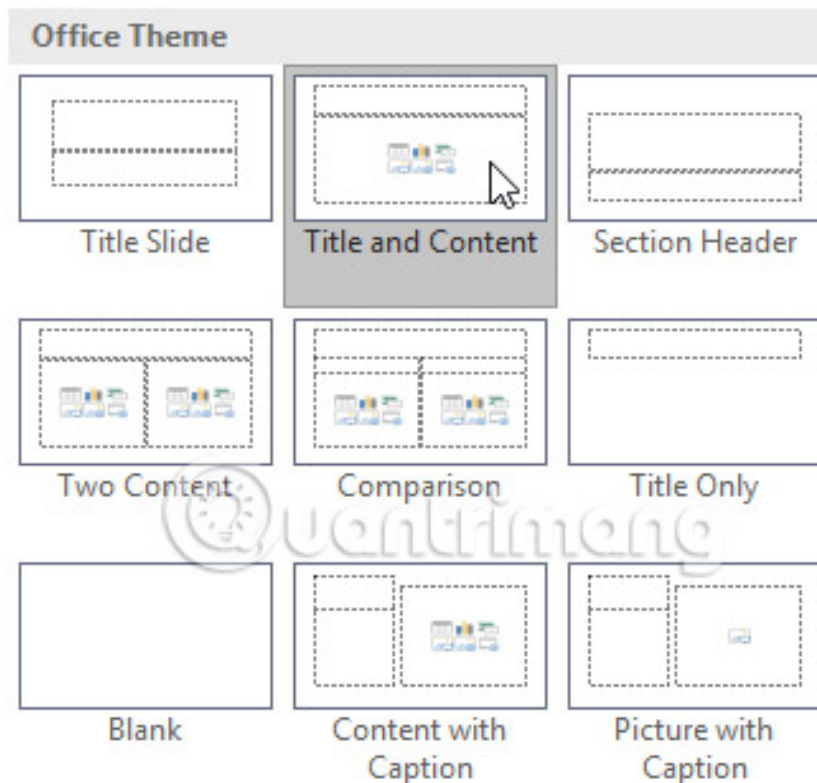 Office Theme
Title Slide
Title and Content
Section Header
Two Content
Comparison
Title Only
Quantrimang
Blank
Content with
Caption
Picture with
Caption